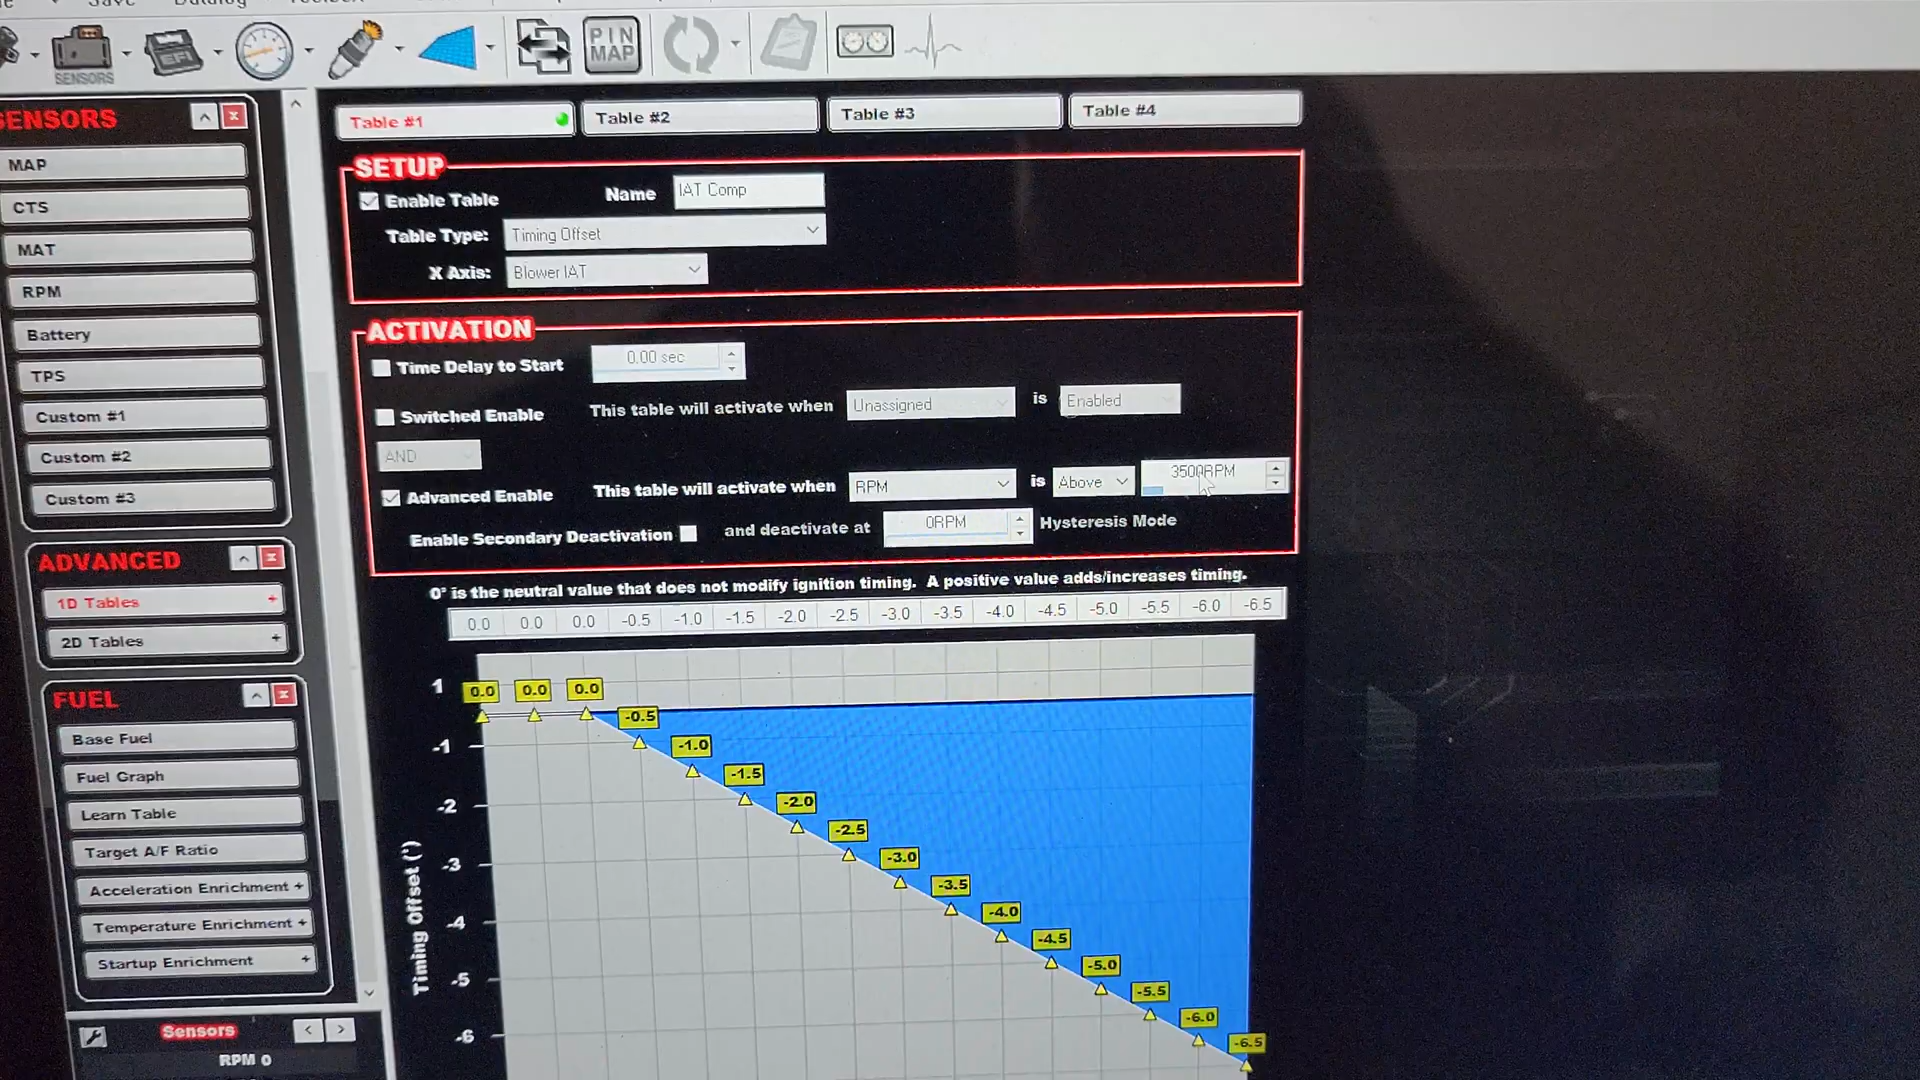 Save
SENSORS
EFI
PIN
MAP
SENSORS
MAP
CTS
MAT
RPM
Battery
TPS
Custom #1
Custom #2
Custom #3
ADVANCED
1D Tables +
2D Tables +
FUEL
Base Fuel
Fuel Graph
Learn Table
Target A/F Ratio
Acceleration Enrichment +
Temperature Enrichment +
Startup Enrichment +
Sensors < >
RPM 0
Table #1 Table #2 Table #3 Table #4
SETUP
Enable Table Name IAT Comp
Table Type: Timing Offset
X Axis: Blower IAT
ACTIVATION
Time Delay to Start 0.00 sec
Switched Enable This table will activate when Unassigned is Enabled
AND
Advanced Enable This table will activate when RPM is Above 3500RPM
Enable Secondary Deactivation and deactivate at 0RPM Hysteresis Mode
0° is the neutral value that does not modify ignition timing. A positive value adds/increases timing.
0.0 0.0 0.0 -0.5 -1.0 -1.5 -2.0 -2.5 -3.0 -3.5 -4.0 -4.5 -5.0 -5.5 -6.0 -6.5
1
-1
-2
-3
-4
-5
-6
Timing Offset (°)
0.0 0.0 0.0 -0.5 -1.0 -1.5 -2.0 -2.5 -3.0 -3.5 -4.0 -4.5 -5.0 -5.5 -6.0 -6.5